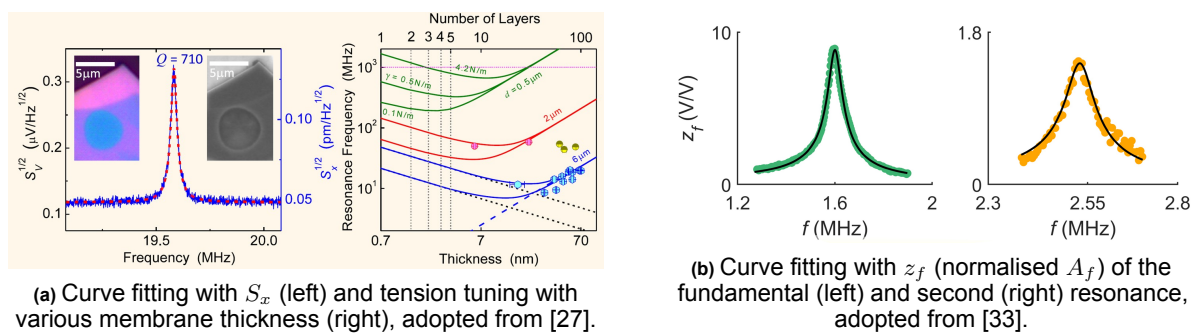 Number of Layers
1 2 3 4 5 10 100
5μm
Q = 710
5μm
0.3
0.2
0.1
S_V^{1/2} (μV/Hz^{1/2})
0.10
0.05
S_x^{1/2} (pm/Hz^{1/2})
19.5 20.0
Frequency (MHz)
10^3
10^2
10^1
Resonance Frequency (MHz)
4.2N/m
γ = 0.5N/m
0.1N/m
d = 0.5μm
2μm
6μm
0.7 7 70
Thickness (nm)
(a) Curve fitting with S_x (left) and tension tuning with
various membrane thickness (right), adopted from [27].
10
0
z_f (V/V)
1.2 1.6 2
f (MHz)
1.8
0
2.3 2.55 2.8
f (MHz)
(b) Curve fitting with z_f (normalised A_f) of the
fundamental (left) and second (right) resonance,
adopted from [33].